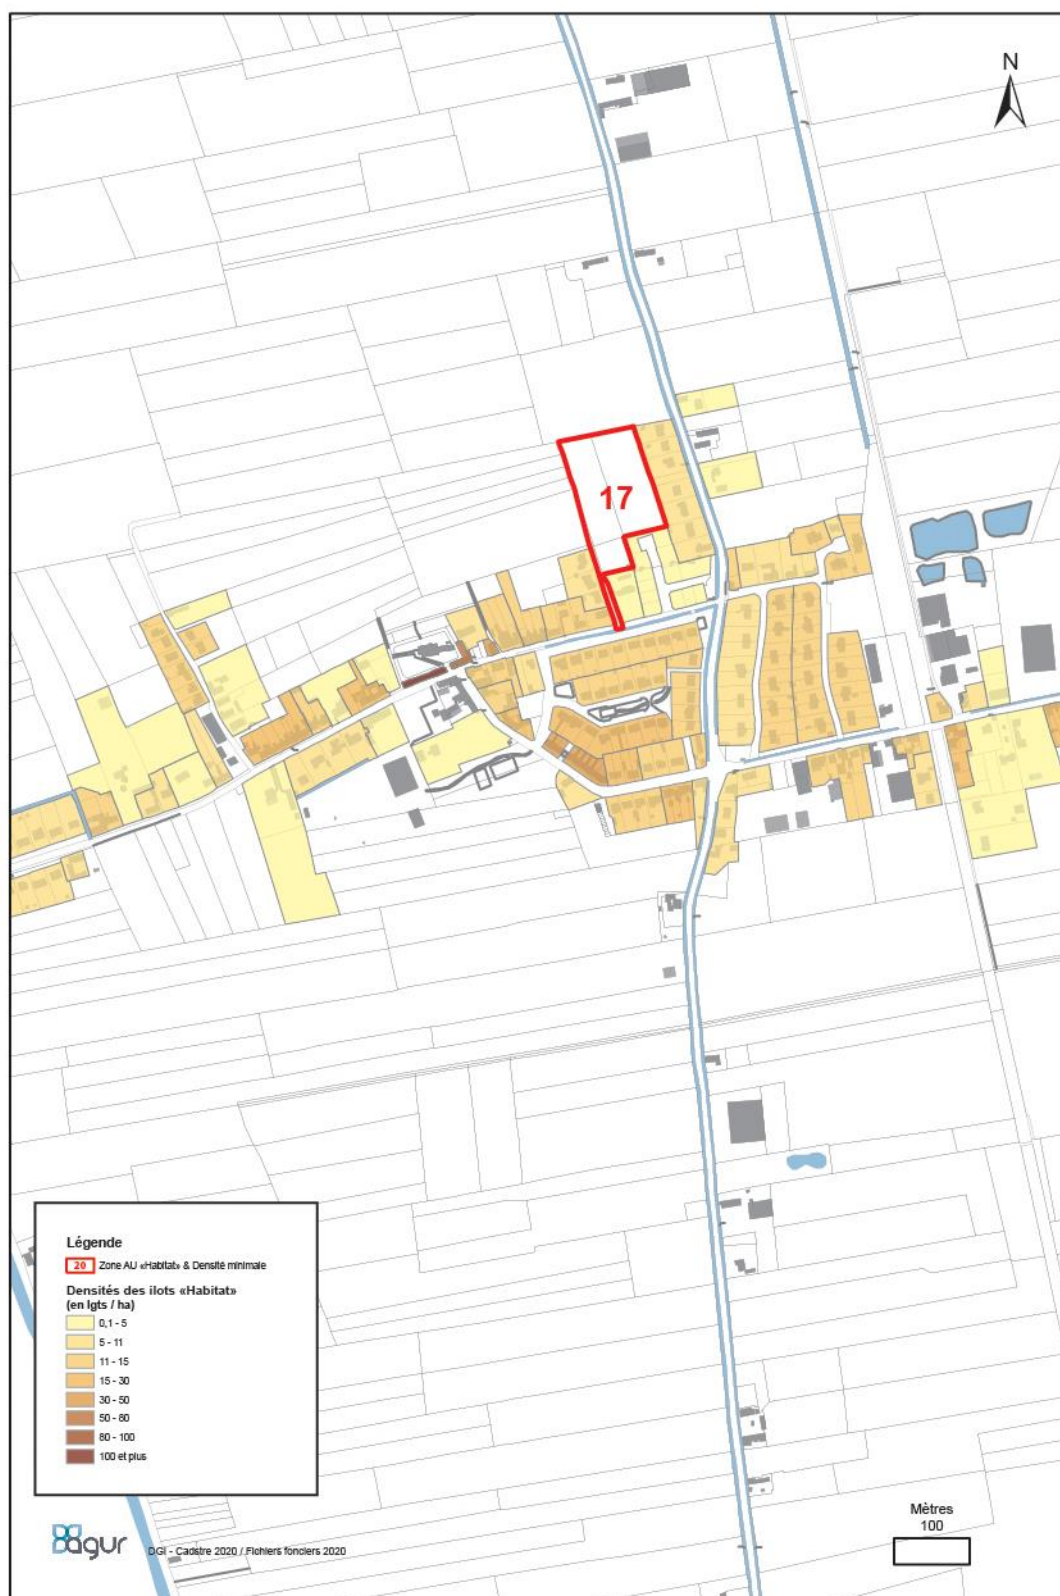 N
17
Légende
20 Zone AU «Habitat» & Densité minimale
Densités des ilots «Habitat»
(en lgts / ha)
0,1 - 5
5 - 11
11 - 15
15 - 30
30 - 50
50 - 80
80 - 100
100 et plus
agur
DGI - Cadstre 2020 / Fichiers fonciers 2020
Mètres
100